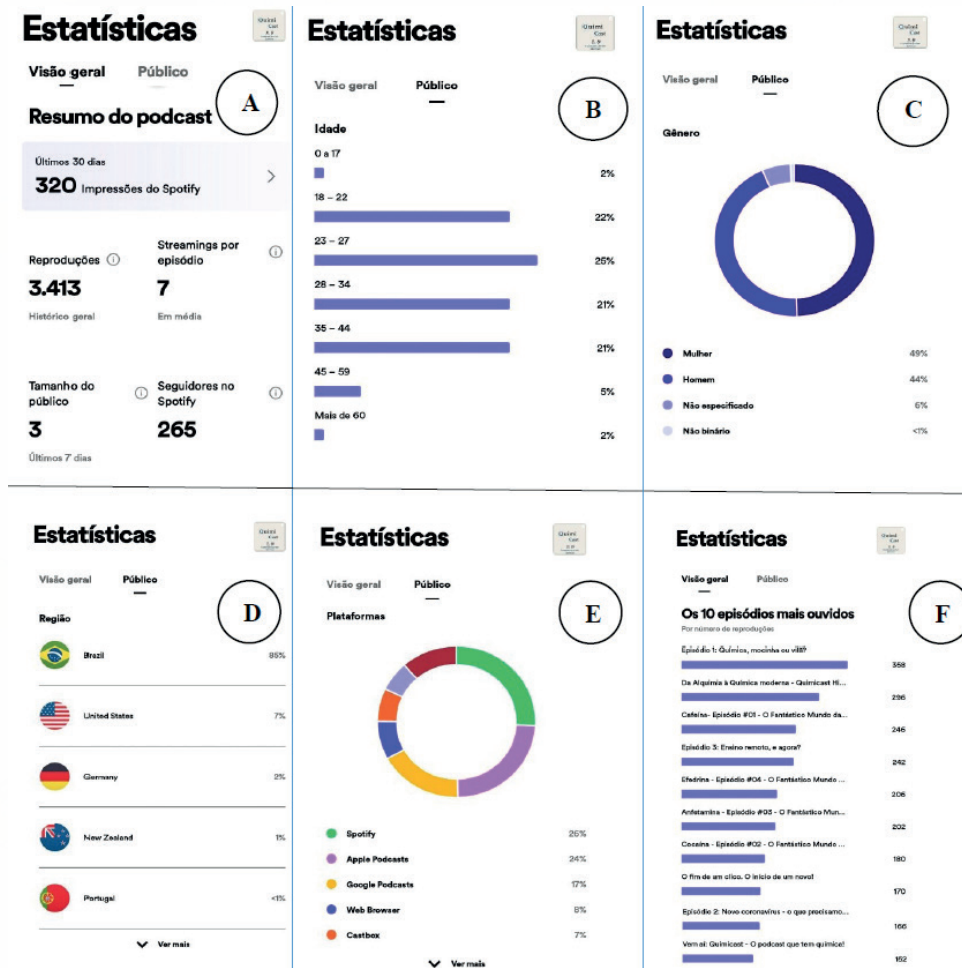 Estatísticas
Visão geral Público
A
Resumo do podcast
Últimos 30 dias
320 Impressões do Spotify
Reproduções
3.413
Histórico geral
Streamings por
episódio
7
Em média
Tamanho do
público
3
Últimos 7 dias
Seguidores no
Spotify
265
Estatísticas
Quimi
Cast
Visão geral Público
B
Idade
0 a 17
2%
18 – 22
22%
23 – 27
25%
28 – 34
21%
35 – 44
21%
45 – 59
5%
Mais de 60
2%
Estatísticas
Quimi
Cast
Visão geral Público
C
Gênero
Mulher 49%
Homem 44%
Não especificado 6%
Não binário <1%
Estatísticas
Visão geral Público
D
Região
Brazil 85%
United States 7%
Germany 2%
New Zealand 1%
Portugal <1%
Ver mais
Estatísticas
Visão geral Público
E
Plataformas
Spotify 25%
Apple Podcasts 24%
Google Podcasts 17%
Web Browser 8%
Castbox 7%
Ver mais
Estatísticas
Visão geral Público
F
Os 10 episódios mais ouvidos
Por número de reproduções
Episódio 1: Química, mocinha ou vilã?
358
Da Alquimia à Química moderna - Quimicast Hi...
296
Cafeína- Episódio #01 - O Fantástico Mundo da...
246
Episódio 3: Ensino remoto, e agora?
242
Efedrina - Episódio #04 - O Fantástico Mundo ...
206
Anfetamina - Episódio #03 - O Fantástico Mun...
202
Cocaína - Episódio #02 - O Fantástico Mundo ...
180
O fim de um ciclo. O início de um novo!
170
Episódio 2: Novo coronavírus - o que precisamo...
166
Vem aí: Quimicast - O podcast que tem química!
152